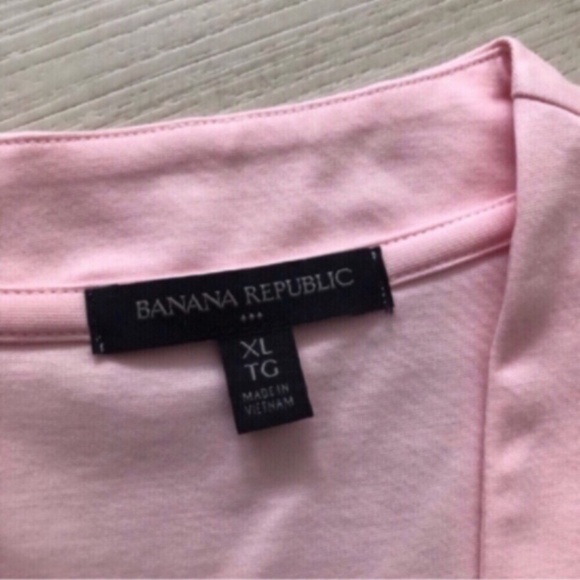 BANANA REPUBLIC
XL
TG
MADE IN
VIETNAM